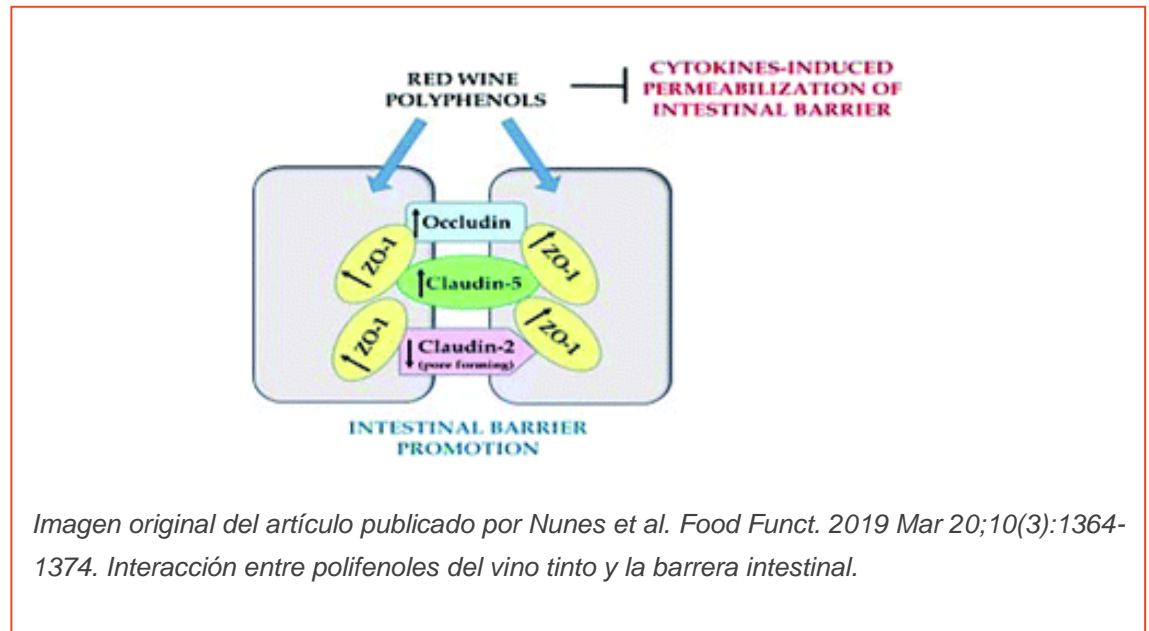 RED WINE
POLYPHENOLS
CYTOKINES-INDUCED
PERMEABILIZATION OF
INTESTINAL BARRIER
↑Occludin
↑ZO-1
↑ZO-1
↑Claudin-5
↑ZO-1
↑ZO-1
↓Claudin-2
(pore forming)
INTESTINAL BARRIER
PROMOTION
Imagen original del artículo publicado por Nunes et al. Food Funct. 2019 Mar 20;10(3):1364-
1374. Interacción entre polifenoles del vino tinto y la barrera intestinal.